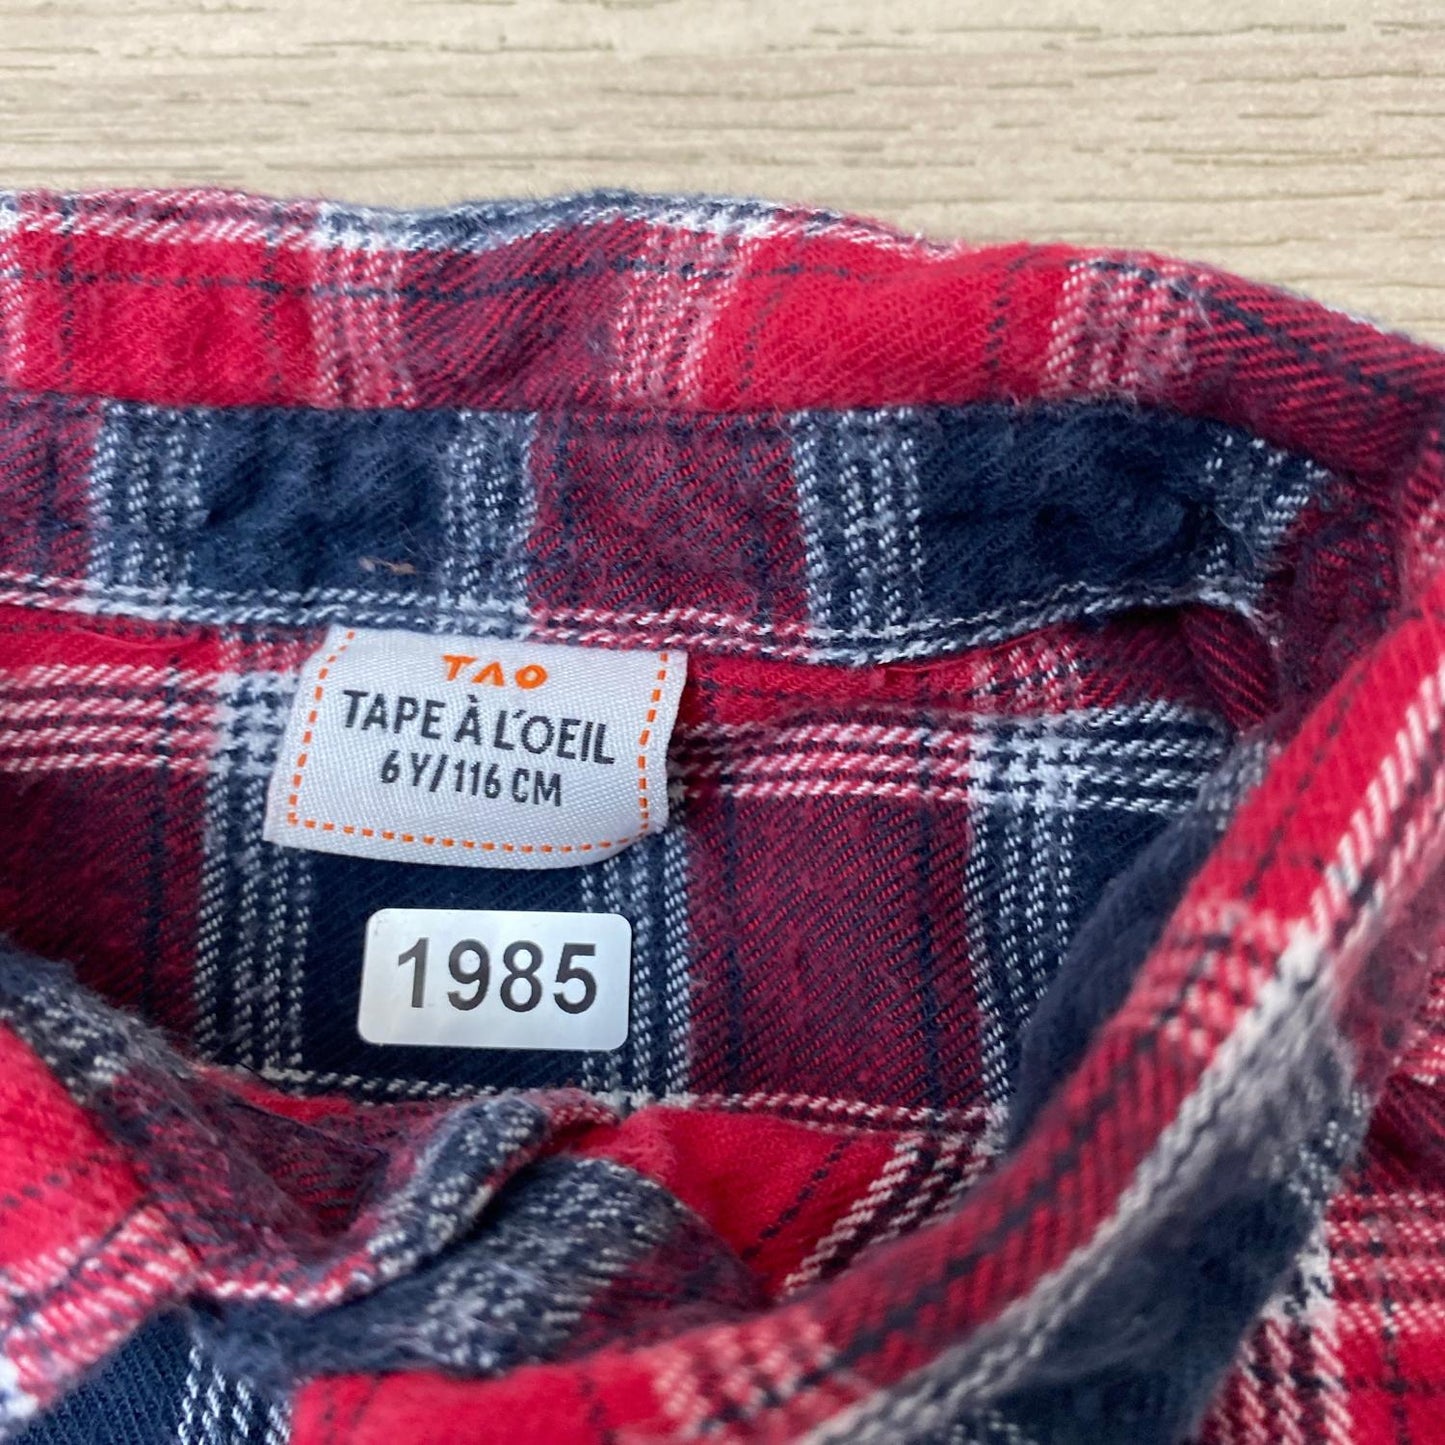 TAO
TAPE À L'OEIL
6Y/116 CM
1985